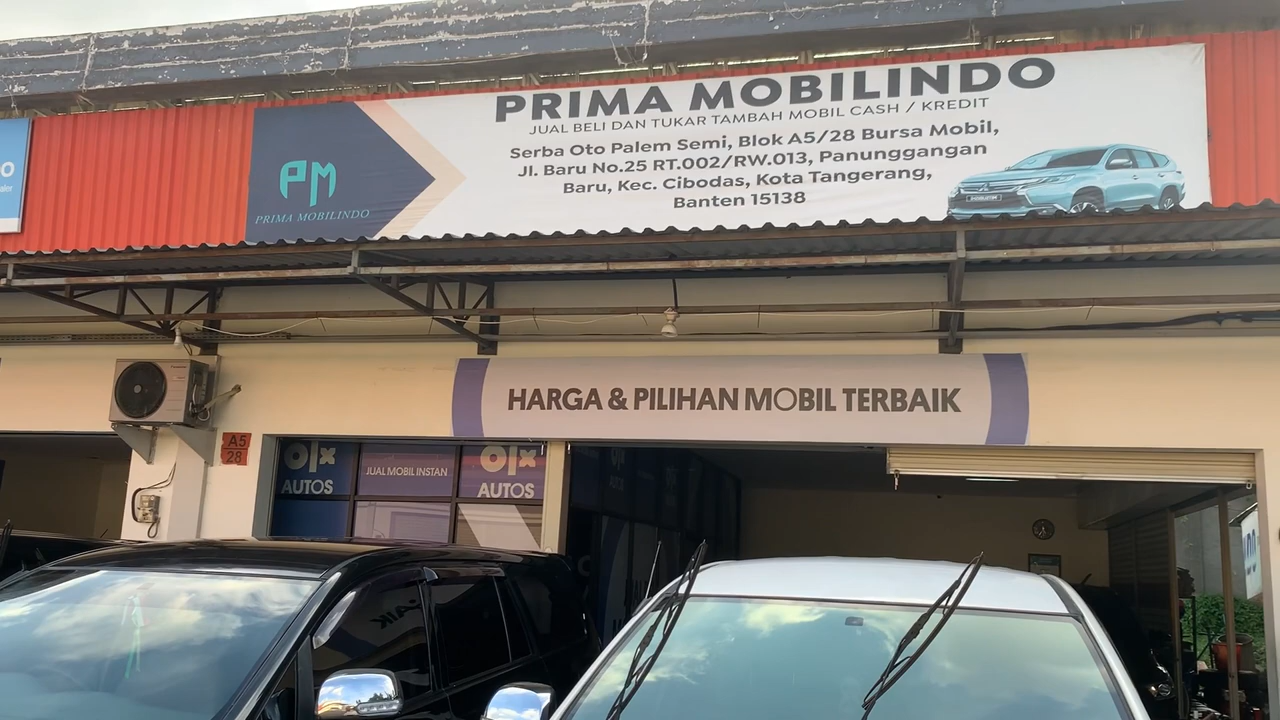 PRIMA MOBILINDO
JUAL BELI DAN TUKAR TAMBAH MOBIL CASH / KREDIT
Serba Oto Palem Semi, Blok A5/28 Bursa Mobil,
Jl. Baru No.25 RT.002/RW.013, Panunggangan
Baru, Kec. Cibodas, Kota Tangerang,
Banten 15138
PM
PRIMA MOBILINDO
HARGA & PILIHAN MOBIL TERBAIK
A5
28
olx
AUTOS
JUAL MOBIL INSTAN
olx
AUTOS